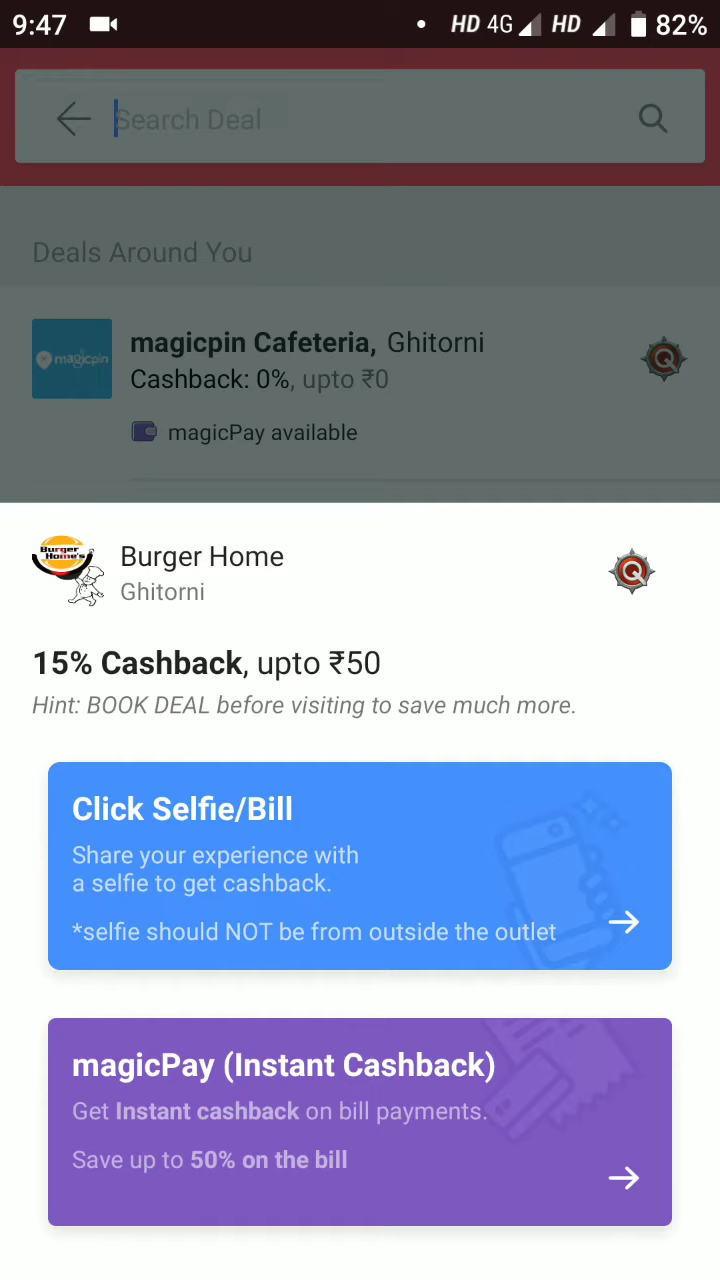 9:47 HD 4G HD 82%
Search Deal
Deals Around You
magicpin
magicpin Cafeteria, Ghitorni
Cashback: 0%, upto ₹0
magicPay available
Burger
Home's
Burger Home
Ghitorni
15% Cashback, upto ₹50
Hint: BOOK DEAL before visiting to save much more.
Click Selfie/Bill
Share your experience with
a selfie to get cashback.
*selfie should NOT be from outside the outlet
magicPay (Instant Cashback)
Get Instant cashback on bill payments.
Save up to 50% on the bill